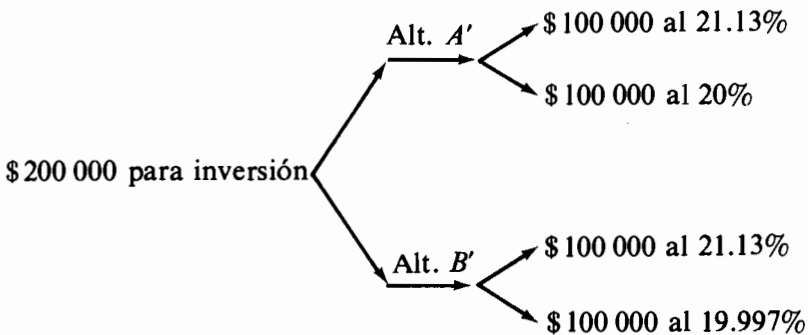 Alt. A′
$100 000 al 21.13%
$100 000 al 20%
$200 000 para inversión
Alt. B′
$100 000 al 21.13%
$100 000 al 19.997%